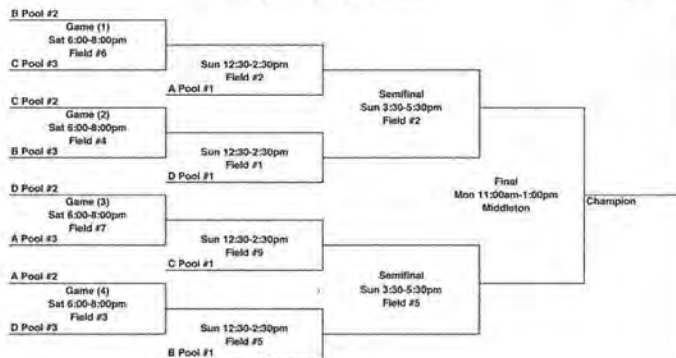 B Pool #2
Game (1)
Sat 6:00-8:00pm
Field #6
C Pool #3
Sun 12:30-2:30pm
Field #2
A Pool #1
C Pool #2
Game (2)
Sat 6:00-8:00pm
Field #4
B Pool #3
Sun 12:30-2:30pm
Field #1
D Pool #1
Semifinal
Sun 3:30-5:30pm
Field #2
D Pool #2
Game (3)
Sat 6:00-8:00pm
Field #7
A Pool #3
Sun 12:30-2:30pm
Field #9
C Pool #1
A Pool #2
Game (4)
Sat 6:00-8:00pm
Field #3
D Pool #3
Sun 12:30-2:30pm
Field #5
B Pool #1
Semifinal
Sun 3:30-5:30pm
Field #5
Final
Mon 11:00am-1:00pm
Middleton
Champion